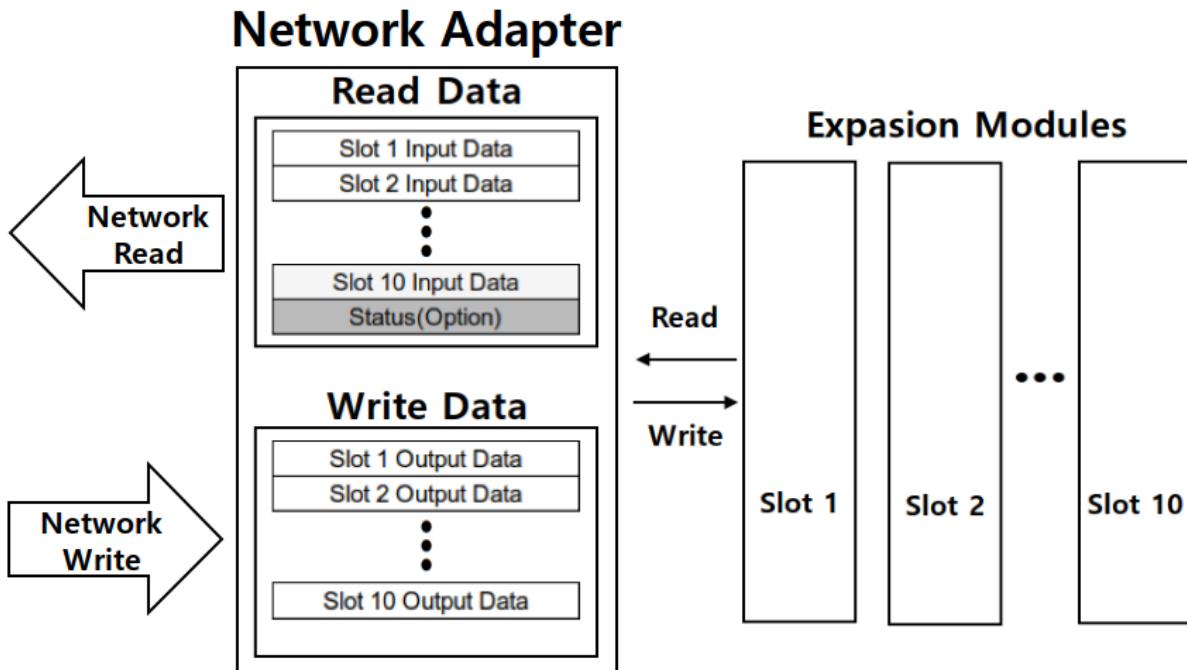 Network Adapter
Read Data
Slot 1 Input Data
Slot 2 Input Data
Slot 10 Input Data
Status(Option)
Network
Read
Write Data
Slot 1 Output Data
Slot 2 Output Data
Slot 10 Output Data
Network
Write
Read
Write
Expasion Modules
Slot 1
Slot 2
Slot 10